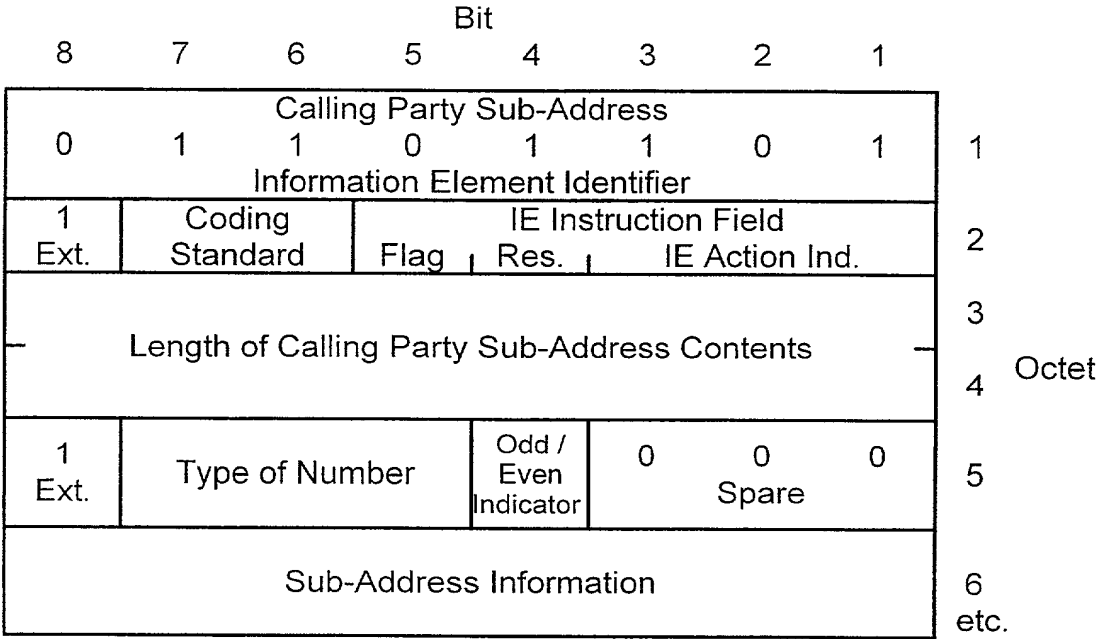 Bit
8 7 6 5 4 3 2 1
Calling Party Sub-Address
0 1 1 0 1 1 0 1 1
Information Element Identifier
1 Coding IE Instruction Field
Ext. Standard Flag Res. IE Action Ind. 2
3
Length of Calling Party Sub-Address Contents
4 Octet
1 Type of Number Odd / 0 0 0
Ext. Even Spare 5
Indicator
Sub-Address Information 6
etc.